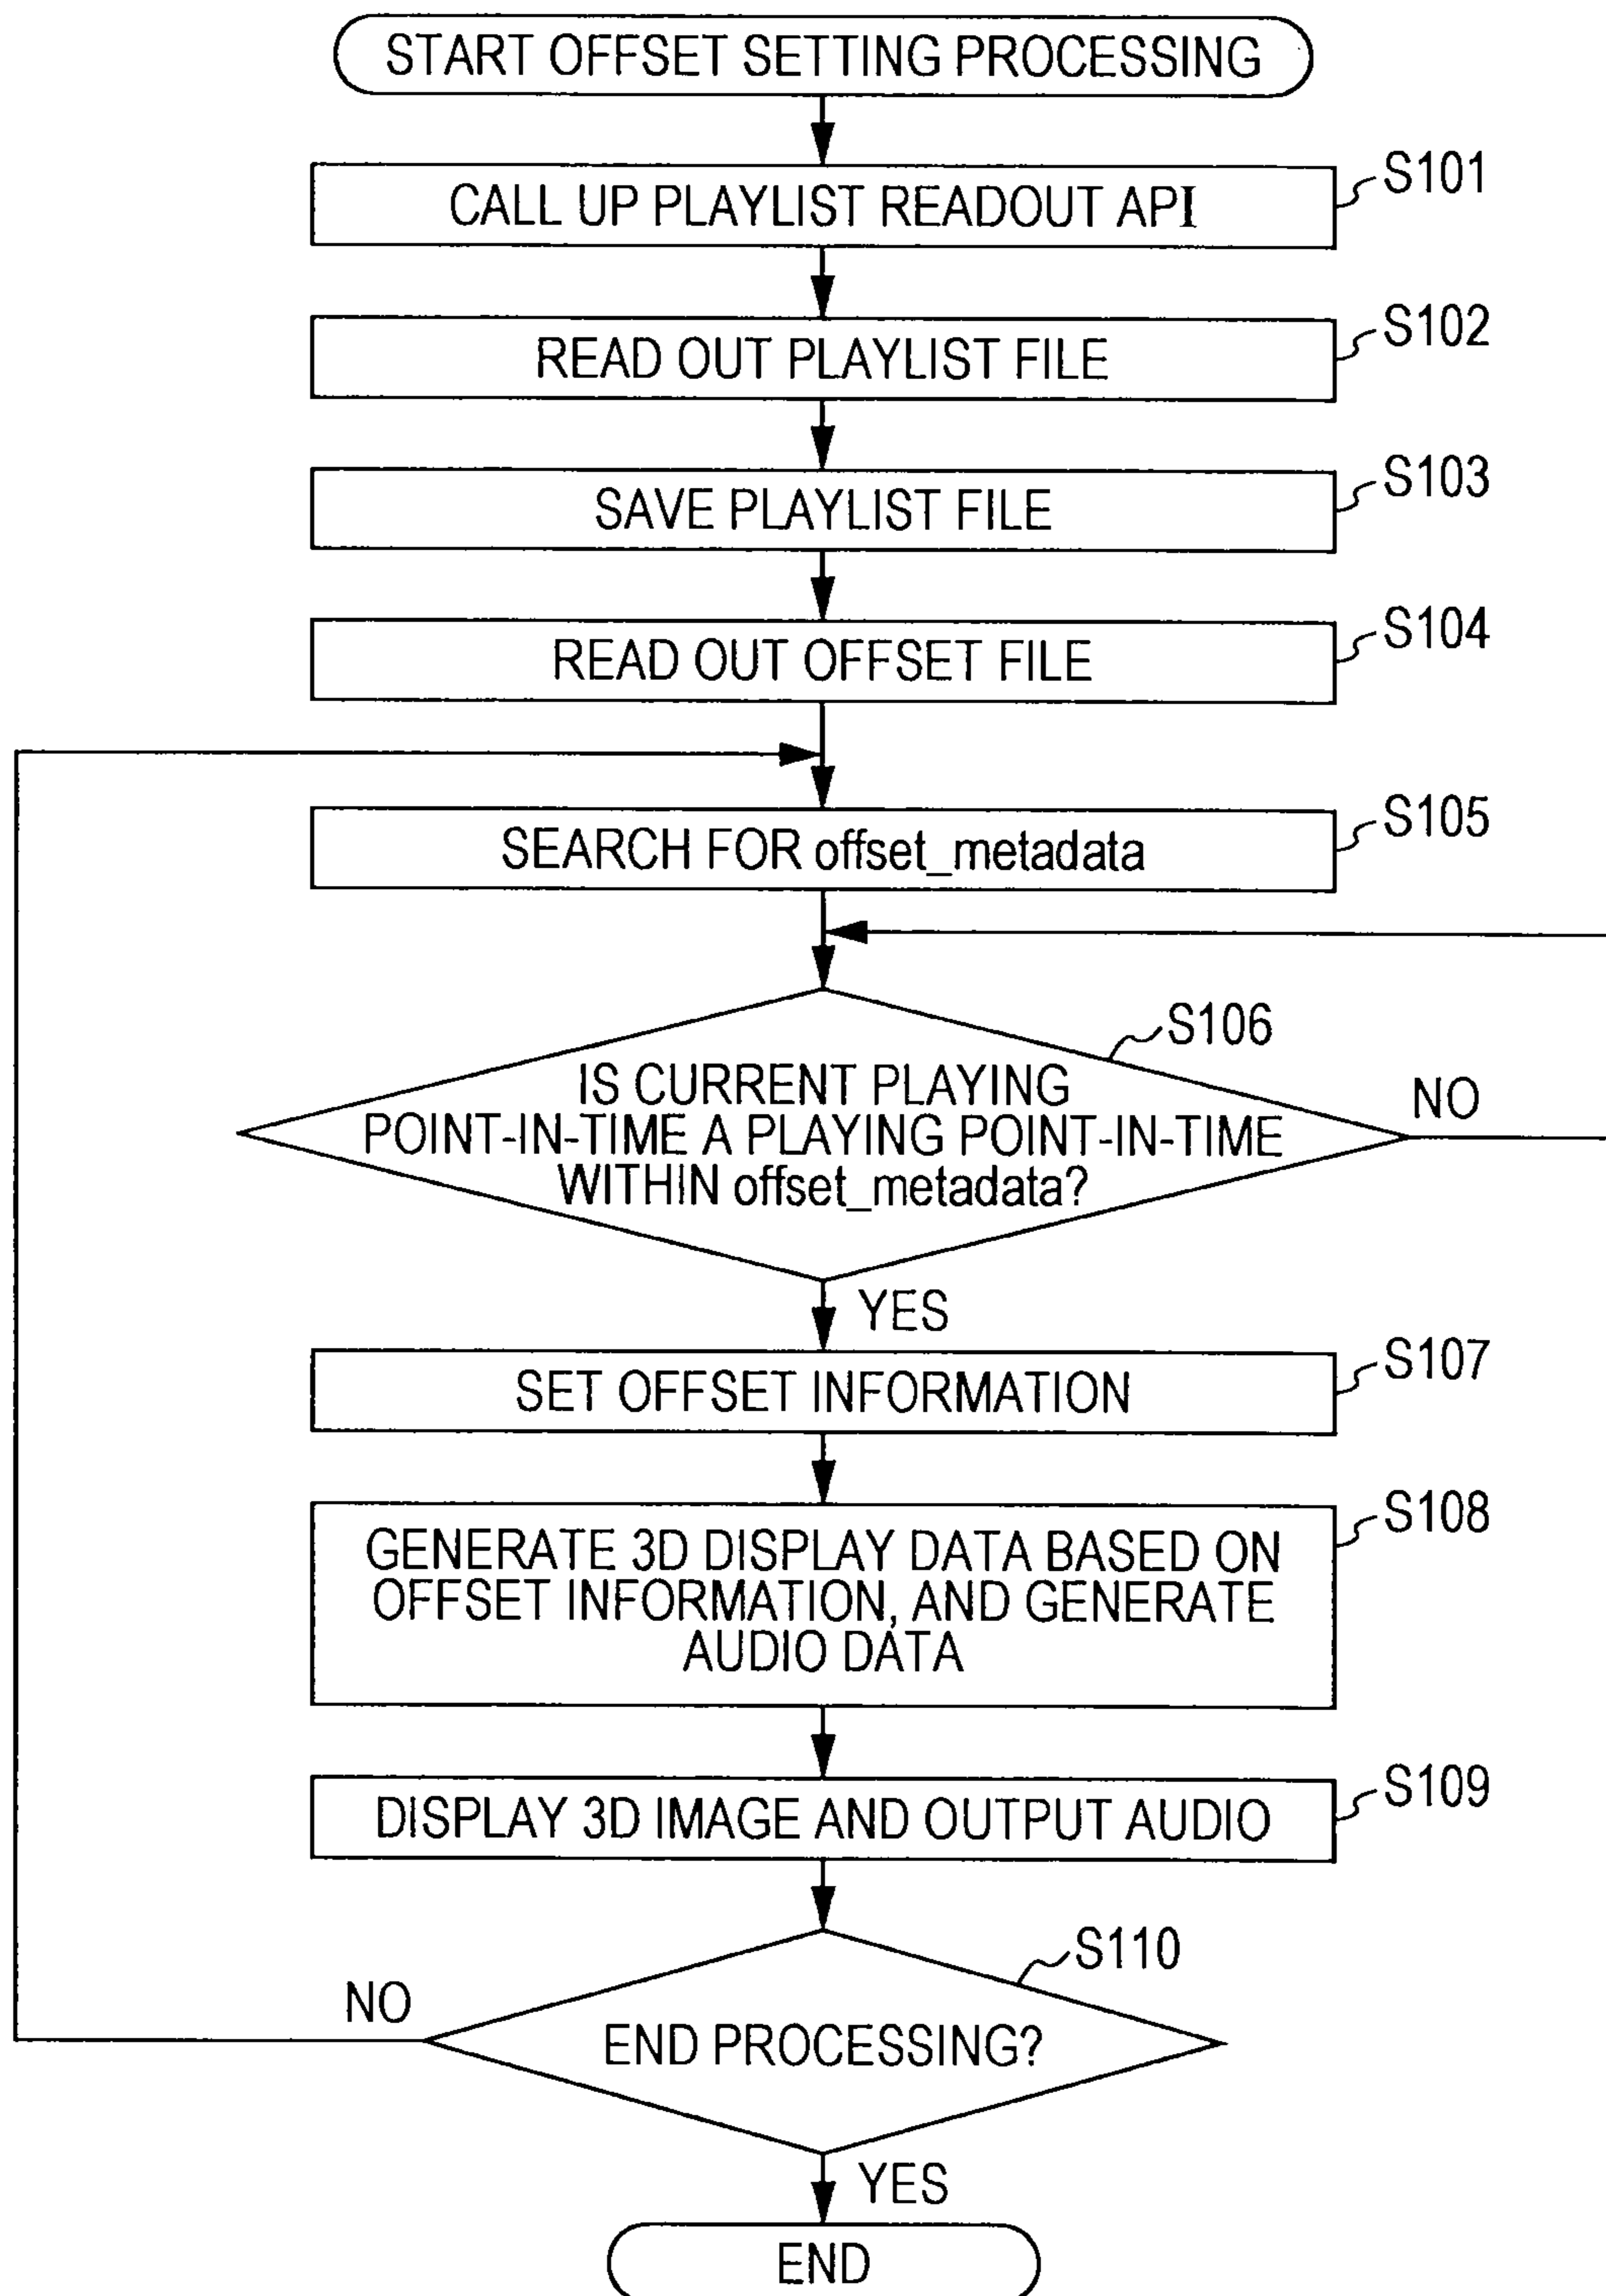 START OFFSET SETTING PROCESSING
CALL UP PLAYLIST READOUT API
S101
READ OUT PLAYLIST FILE
S102
SAVE PLAYLIST FILE
S103
READ OUT OFFSET FILE
S104
SEARCH FOR offset_metadata
S105
S106
IS CURRENT PLAYING
POINT-IN-TIME A PLAYING POINT-IN-TIME
WITHIN offset_metadata?
NO
YES
SET OFFSET INFORMATION
S107
GENERATE 3D DISPLAY DATA BASED ON
OFFSET INFORMATION, AND GENERATE
AUDIO DATA
S108
DISPLAY 3D IMAGE AND OUTPUT AUDIO
S109
S110
NO
END PROCESSING?
YES
END